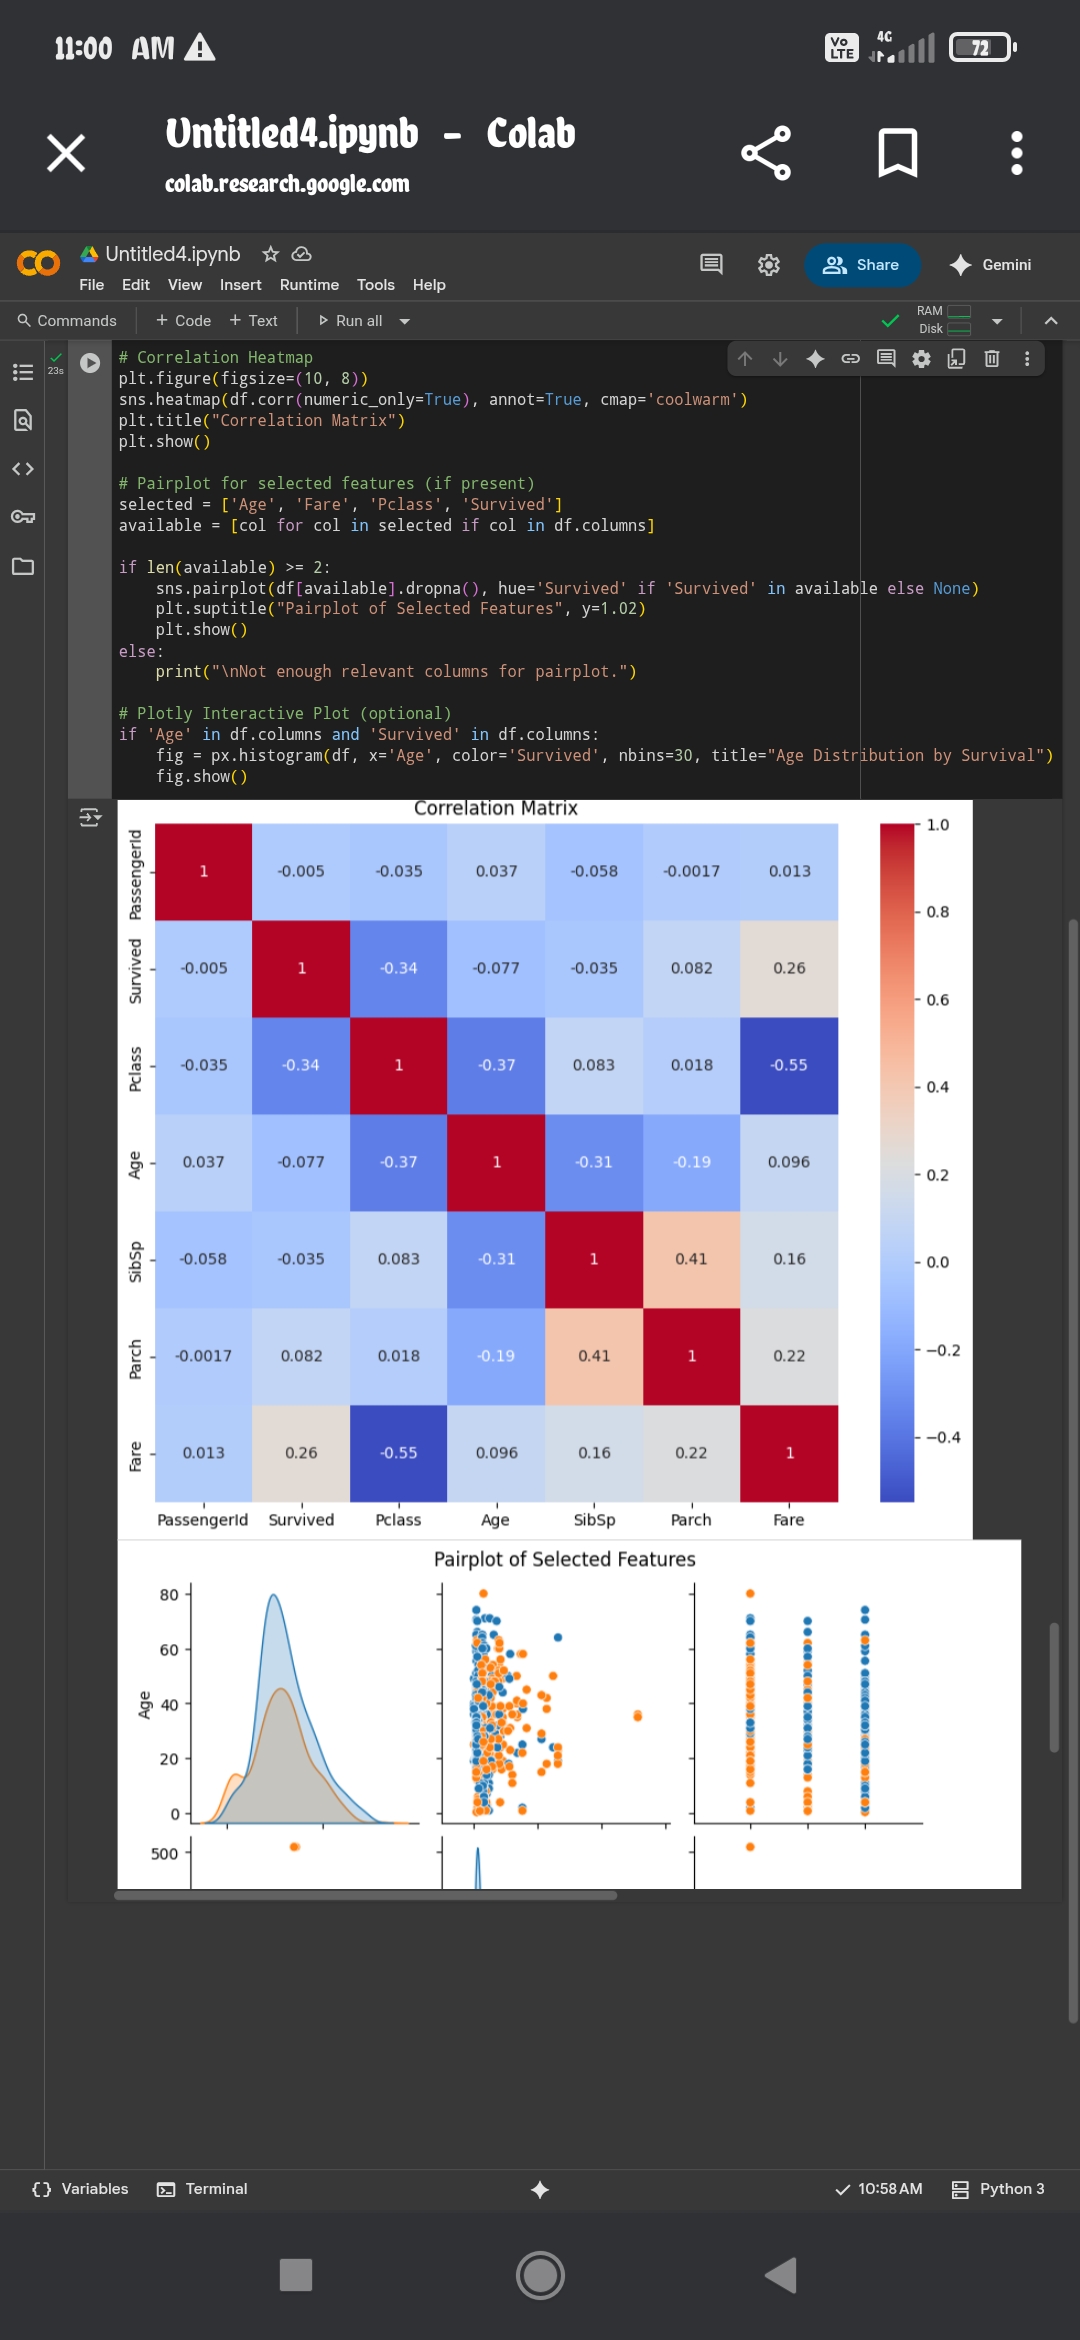 11:00 AM
Vo LTE 4G 72
Untitled4.ipynb - Colab
colab.research.google.com
Untitled4.ipynb
File Edit View Insert Runtime Tools Help
Share Gemini
Commands + Code + Text Run all
RAM
Disk
23s
# Correlation Heatmap
plt.figure(figsize=(10, 8))
sns.heatmap(df.corr(numeric_only=True), annot=True, cmap='coolwarm')
plt.title("Correlation Matrix")
plt.show()
# Pairplot for selected features (if present)
selected = ['Age', 'Fare', 'Pclass', 'Survived']
available = [col for col in selected if col in df.columns]
if len(available) >= 2:
    sns.pairplot(df[available].dropna(), hue='Survived' if 'Survived' in available else None)
    plt.suptitle("Pairplot of Selected Features", y=1.02)
    plt.show()
else:
    print("\nNot enough relevant columns for pairplot.")
# Plotly Interactive Plot (optional)
if 'Age' in df.columns and 'Survived' in df.columns:
    fig = px.histogram(df, x='Age', color='Survived', nbins=30, title="Age Distribution by Survival")
    fig.show()
Correlation Matrix
PassengerId 1 -0.005 -0.035 0.037 -0.058 -0.0017 0.013
Survived -0.005 1 -0.34 -0.077 -0.035 0.082 0.26
Pclass -0.035 -0.34 1 -0.37 0.083 0.018 -0.55
Age 0.037 -0.077 -0.37 1 -0.31 -0.19 0.096
SibSp -0.058 -0.035 0.083 -0.31 1 0.41 0.16
Parch -0.0017 0.082 0.018 -0.19 0.41 1 0.22
Fare 0.013 0.26 -0.55 0.096 0.16 0.22 1
PassengerId Survived Pclass Age SibSp Parch Fare
1.0
0.8
0.6
0.4
0.2
0.0
−0.2
−0.4
Pairplot of Selected Features
Age
80
60
40
20
0
500
Variables Terminal 10:58 AM Python 3